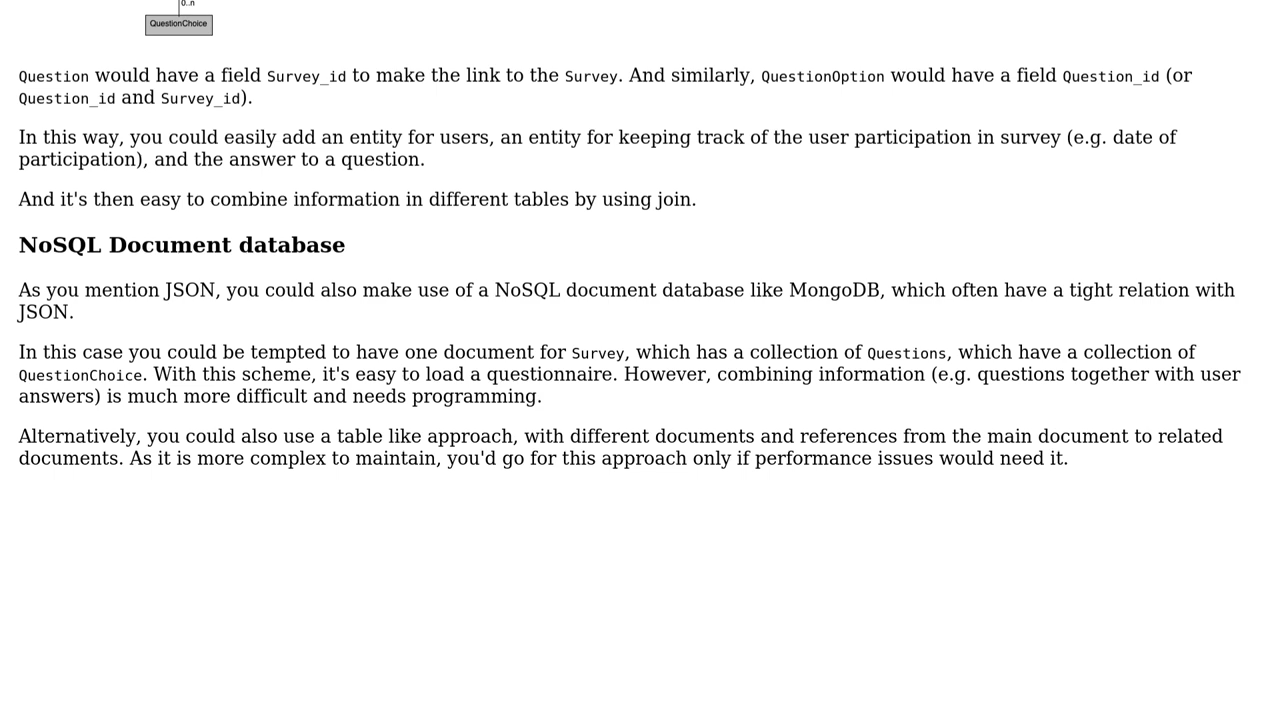 0..n
QuestionChoice
Question would have a field Survey_id to make the link to the Survey. And similarly, QuestionOption would have a field Question_id (or
Question_id and Survey_id).
In this way, you could easily add an entity for users, an entity for keeping track of the user participation in survey (e.g. date of
participation), and the answer to a question.
And it's then easy to combine information in different tables by using join.
NoSQL Document database
As you mention JSON, you could also make use of a NoSQL document database like MongoDB, which often have a tight relation with
JSON.
In this case you could be tempted to have one document for Survey, which has a collection of Questions, which have a collection of
QuestionChoice. With this scheme, it's easy to load a questionnaire. However, combining information (e.g. questions together with user
answers) is much more difficult and needs programming.
Alternatively, you could also use a table like approach, with different documents and references from the main document to related
documents. As it is more complex to maintain, you'd go for this approach only if performance issues would need it.